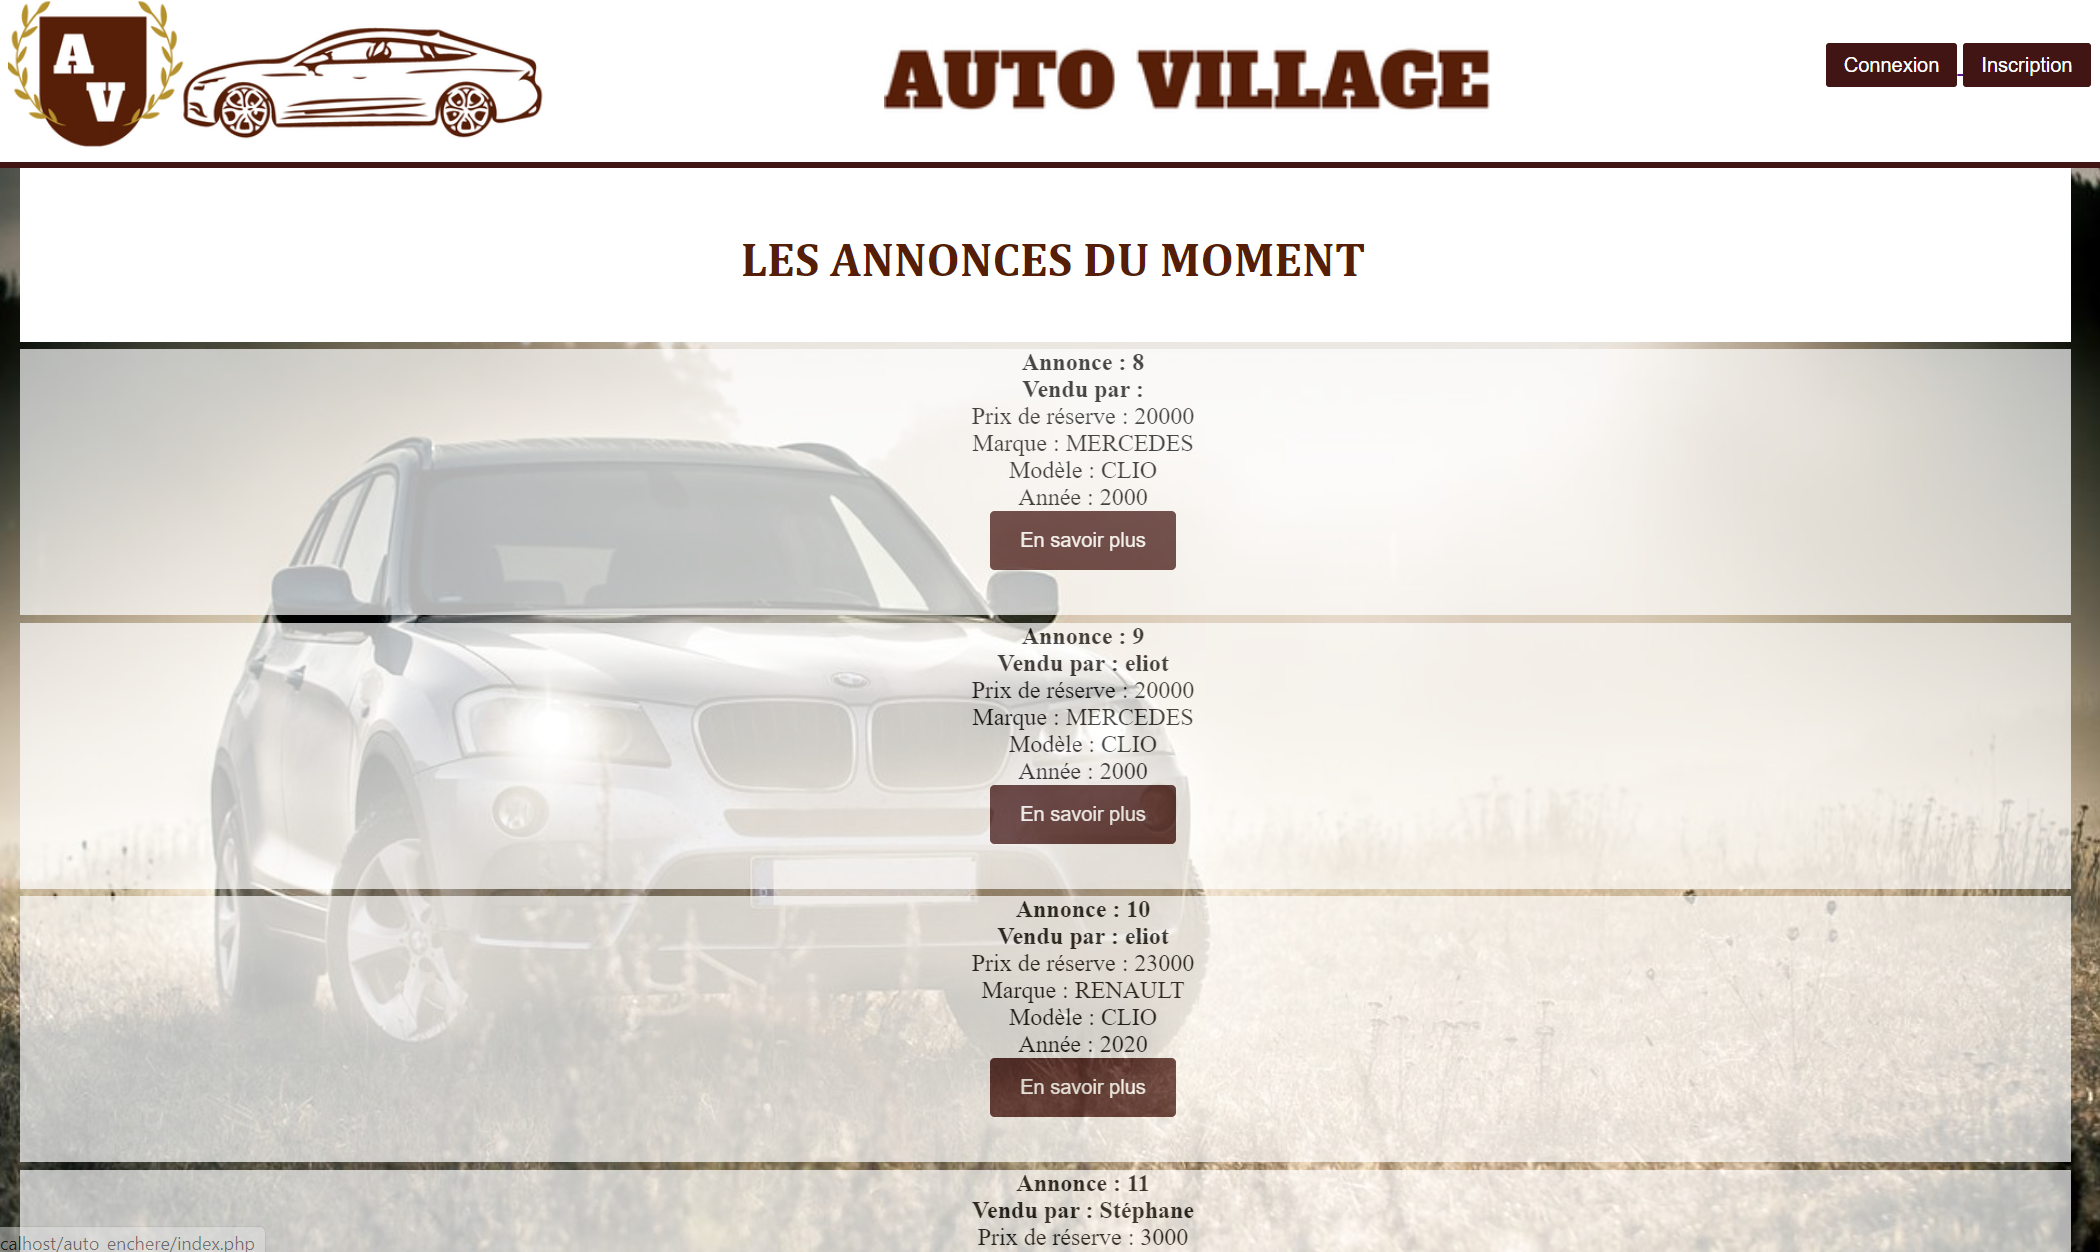 A
V
AUTO VILLAGE
Connexion Inscription
LES ANNONCES DU MOMENT
Annonce : 8
Vendu par :
Prix de réserve : 20000
Marque : MERCEDES
Modèle : CLIO
Année : 2000
En savoir plus
Annonce : 9
Vendu par : eliot
Prix de réserve : 20000
Marque : MERCEDES
Modèle : CLIO
Année : 2000
En savoir plus
Annonce : 10
Vendu par : eliot
Prix de réserve : 23000
Marque : RENAULT
Modèle : CLIO
Année : 2020
En savoir plus
Annonce : 11
Vendu par : Stéphane
Prix de réserve : 3000
calhost/auto_enchere/index.php